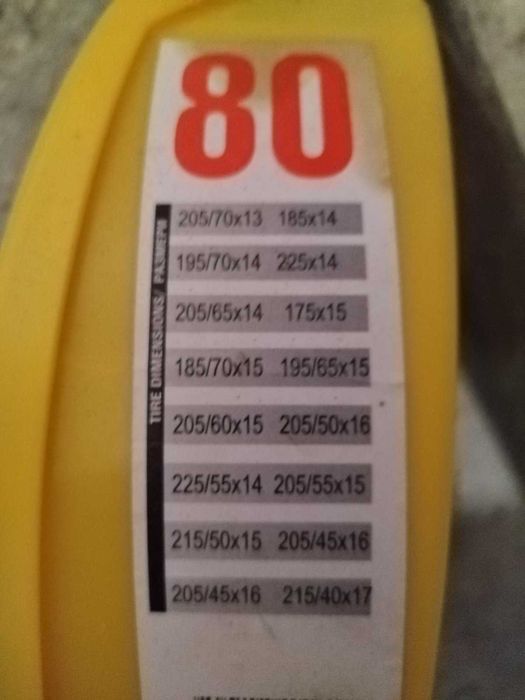 80
TIRE DIMENSIONS/ РАЗМЕРИ
205/70x13 185x14
195/70x14 225x14
205/65x14 175x15
185/70x15 195/65x15
205/60x15 205/50x16
225/55x14 205/55x15
215/50x15 205/45x16
205/45x16 215/40x17